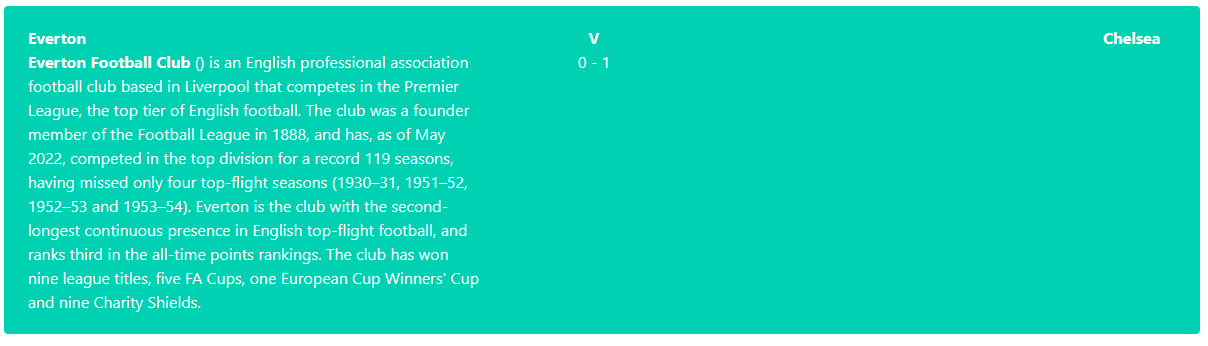 Everton V Chelsea
Everton Football Club () is an English professional association 0 - 1
football club based in Liverpool that competes in the Premier
League, the top tier of English football. The club was a founder
member of the Football League in 1888, and has, as of May
2022, competed in the top division for a record 119 seasons,
having missed only four top-flight seasons (1930–31, 1951–52,
1952–53 and 1953–54). Everton is the club with the second-
longest continuous presence in English top-flight football, and
ranks third in the all-time points rankings. The club has won
nine league titles, five FA Cups, one European Cup Winners' Cup
and nine Charity Shields.